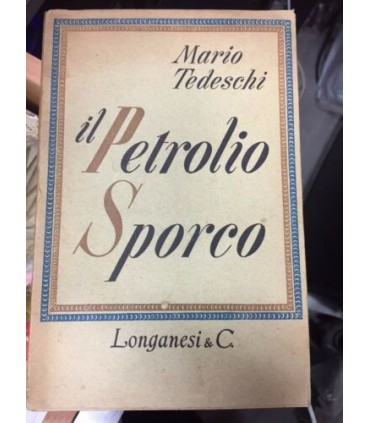 Mario
Tedeschi
il Petrolio
Sporco
Longanesi & C.